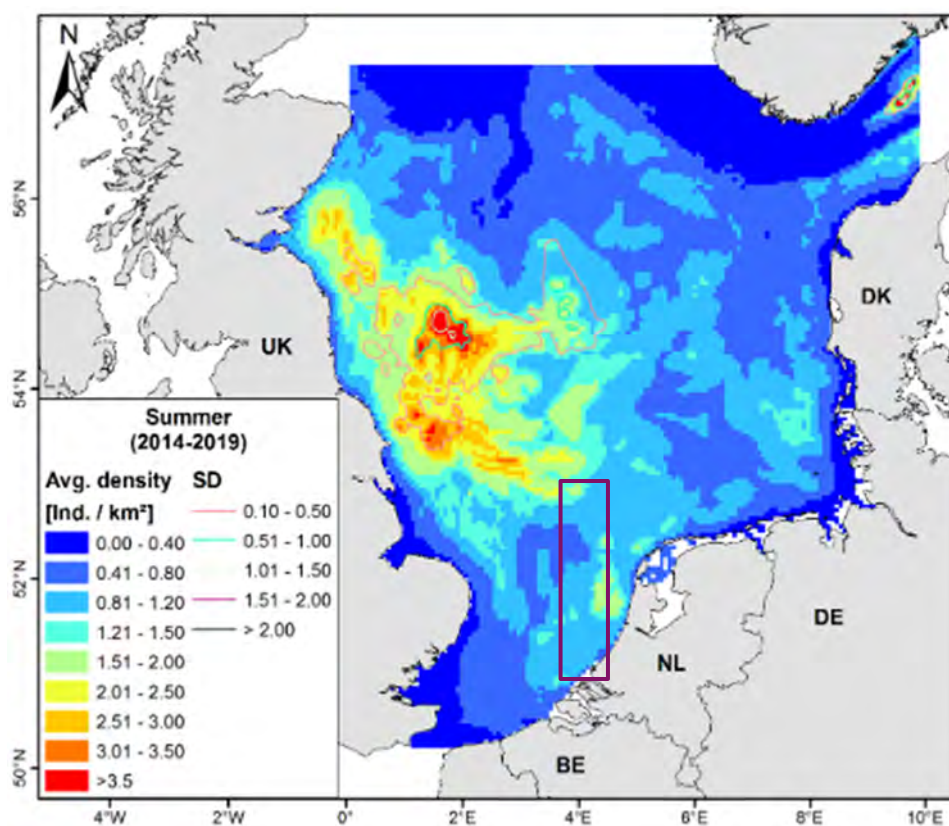 N
UK
DK
NL
DE
BE
56°N
54°N
52°N
50°N
Summer
(2014-2019)
Avg. density SD
[Ind. / km²]
0.00 - 0.40
0.41 - 0.80
0.81 - 1.20
1.21 - 1.50
1.51 - 2.00
2.01 - 2.50
2.51 - 3.00
3.01 - 3.50
>3.5
0.10 - 0.50
0.51 - 1.00
1.01 - 1.50
1.51 - 2.00
> 2.00
4°W 2°W 0° 2°E 4°E 6°E 8°E 10°E